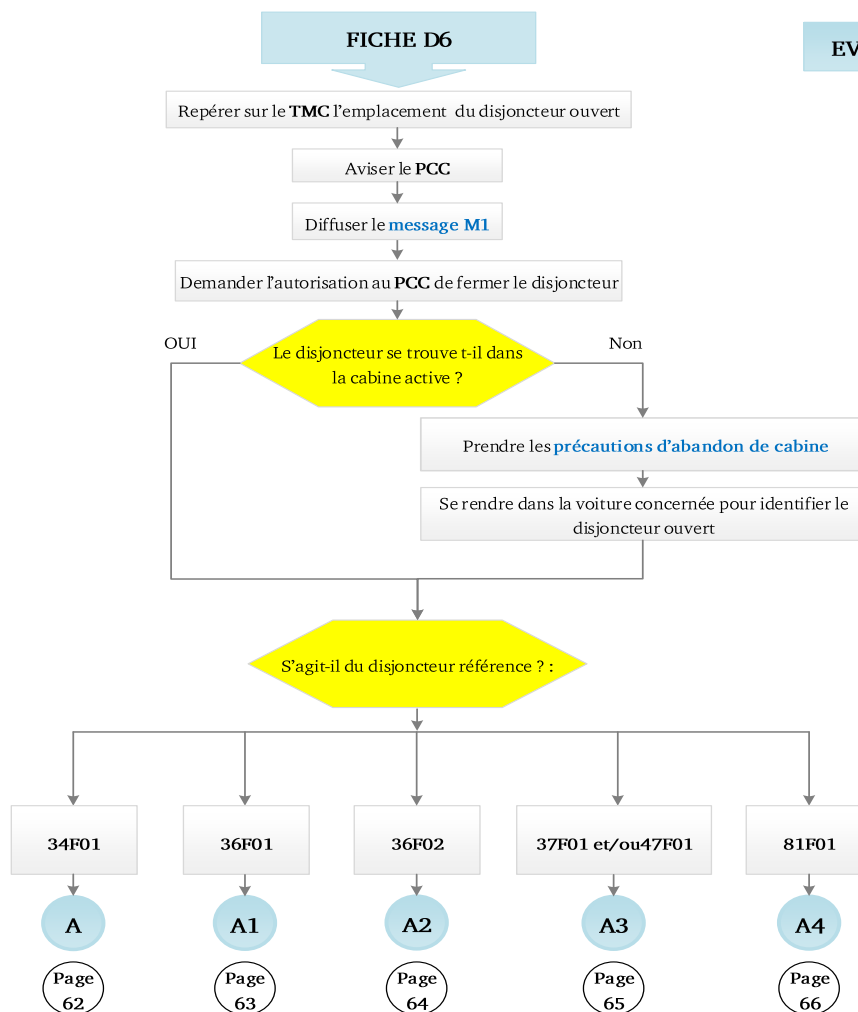 FICHE D6
EV
Repérer sur le TMC l'emplacement du disjoncteur ouvert
Aviser le PCC
Diffuser le message M1
Demander l'autorisation au PCC de fermer le disjoncteur
OUI
Non
Le disjoncteur se trouve t-il dans
la cabine active ?
Prendre les précautions d'abandon de cabine
Se rendre dans la voiture concernée pour identifier le
disjoncteur ouvert
S'agit-il du disjoncteur référence ? :
34F01
36F01
36F02
37F01 et/ou47F01
81F01
A
A1
A2
A3
A4
Page
62
Page
63
Page
64
Page
65
Page
66